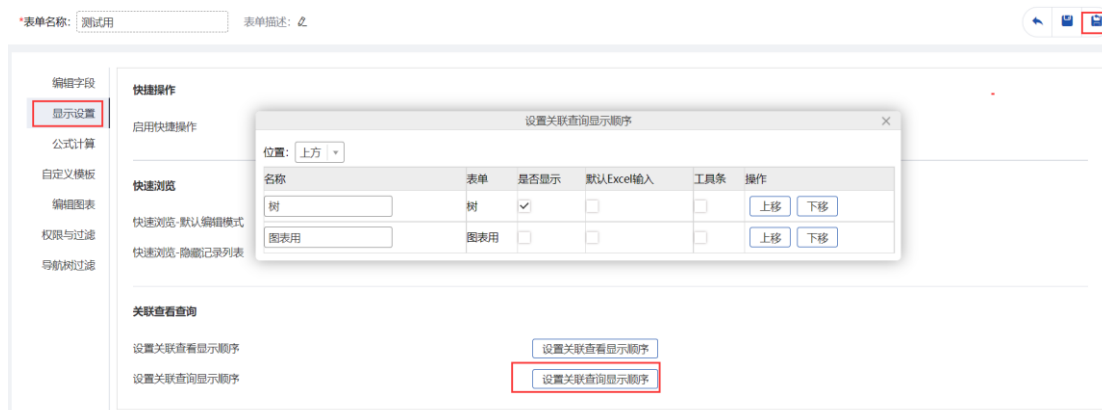 *表单名称: 测试用 表单描述:
编辑字段
显示设置
公式计算
自定义模板
编辑图表
权限与过滤
导航树过滤
快捷操作
启用快捷操作
快速浏览
快速浏览-默认编辑模式
快速浏览-隐藏记录列表
设置关联查询显示顺序
位置: 上方
名称 表单 是否显示 默认Excel输入 工具条 操作
树 树 上移 下移
图表用 图表用 上移 下移
关联查看查询
设置关联查看显示顺序 设置关联查看显示顺序
设置关联查询显示顺序 设置关联查询显示顺序